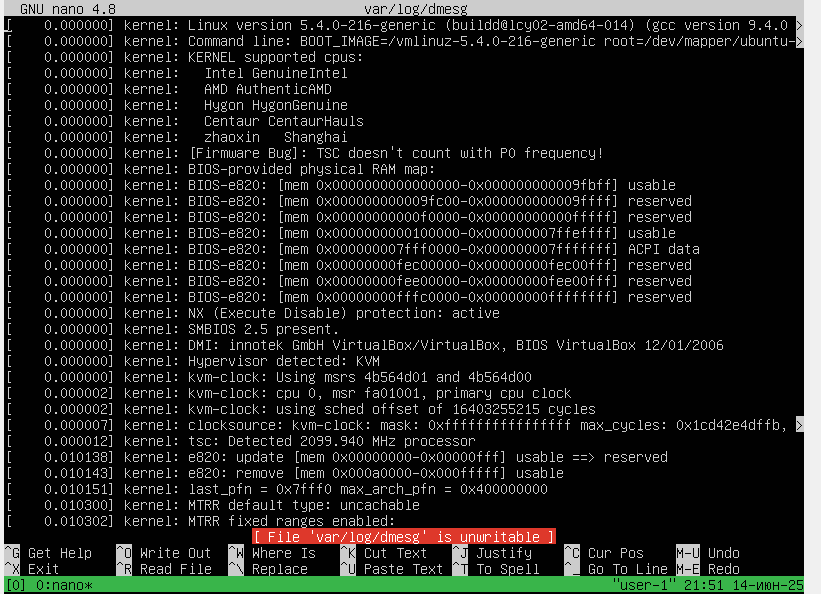 GNU nano 4.8 var/log/dmesg
[    0.000000] kernel: Linux version 5.4.0-216-generic (buildd@lcy02-amd64-014) (gcc version 9.4.0 >
[    0.000000] kernel: Command line: BOOT_IMAGE=/vmlinuz-5.4.0-216-generic root=/dev/mapper/ubuntu->
[    0.000000] kernel: KERNEL supported cpus:
[    0.000000] kernel:   Intel GenuineIntel
[    0.000000] kernel:   AMD AuthenticAMD
[    0.000000] kernel:   Hygon HygonGenuine
[    0.000000] kernel:   Centaur CentaurHauls
[    0.000000] kernel:   zhaoxin   Shanghai
[    0.000000] kernel: [Firmware Bug]: TSC doesn't count with P0 frequency!
[    0.000000] kernel: BIOS-provided physical RAM map:
[    0.000000] kernel: BIOS-e820: [mem 0x0000000000000000-0x000000000009fbff] usable
[    0.000000] kernel: BIOS-e820: [mem 0x000000000009fc00-0x000000000009ffff] reserved
[    0.000000] kernel: BIOS-e820: [mem 0x00000000000f0000-0x00000000000fffff] reserved
[    0.000000] kernel: BIOS-e820: [mem 0x0000000000100000-0x000000007ffeffff] usable
[    0.000000] kernel: BIOS-e820: [mem 0x000000007fff0000-0x000000007fffffff] ACPI data
[    0.000000] kernel: BIOS-e820: [mem 0x00000000fec00000-0x00000000fec00fff] reserved
[    0.000000] kernel: BIOS-e820: [mem 0x00000000fee00000-0x00000000fee00fff] reserved
[    0.000000] kernel: BIOS-e820: [mem 0x00000000fffc0000-0x00000000ffffffff] reserved
[    0.000000] kernel: NX (Execute Disable) protection: active
[    0.000000] kernel: SMBIOS 2.5 present.
[    0.000000] kernel: DMI: innotek GmbH VirtualBox/VirtualBox, BIOS VirtualBox 12/01/2006
[    0.000000] kernel: Hypervisor detected: KVM
[    0.000000] kernel: kvm-clock: Using msrs 4b564d01 and 4b564d00
[    0.000002] kernel: kvm-clock: cpu 0, msr fa01001, primary cpu clock
[    0.000002] kernel: kvm-clock: using sched offset of 16403255215 cycles
[    0.000007] kernel: clocksource: kvm-clock: mask: 0xffffffffffffffff max_cycles: 0x1cd42e4dffb, >
[    0.000012] kernel: tsc: Detected 2099.940 MHz processor
[    0.010138] kernel: e820: update [mem 0x00000000-0x00000fff] usable ==> reserved
[    0.010143] kernel: e820: remove [mem 0x000a0000-0x000fffff] usable
[    0.010151] kernel: last_pfn = 0x7fff0 max_arch_pfn = 0x400000000
[    0.010300] kernel: MTRR default type: uncachable
[    0.010302] kernel: MTRR fixed ranges enabled:
[ File 'var/log/dmesg' is unwritable ]
^G Get Help ^O Write Out ^W Where Is ^K Cut Text ^J Justify ^C Cur Pos M-U Undo
^X Exit ^R Read File ^\ Replace ^U Paste Text ^T To Spell ^_ Go To Line M-E Redo
[0] 0:nano* "user-1" 21:51 14-июн-25